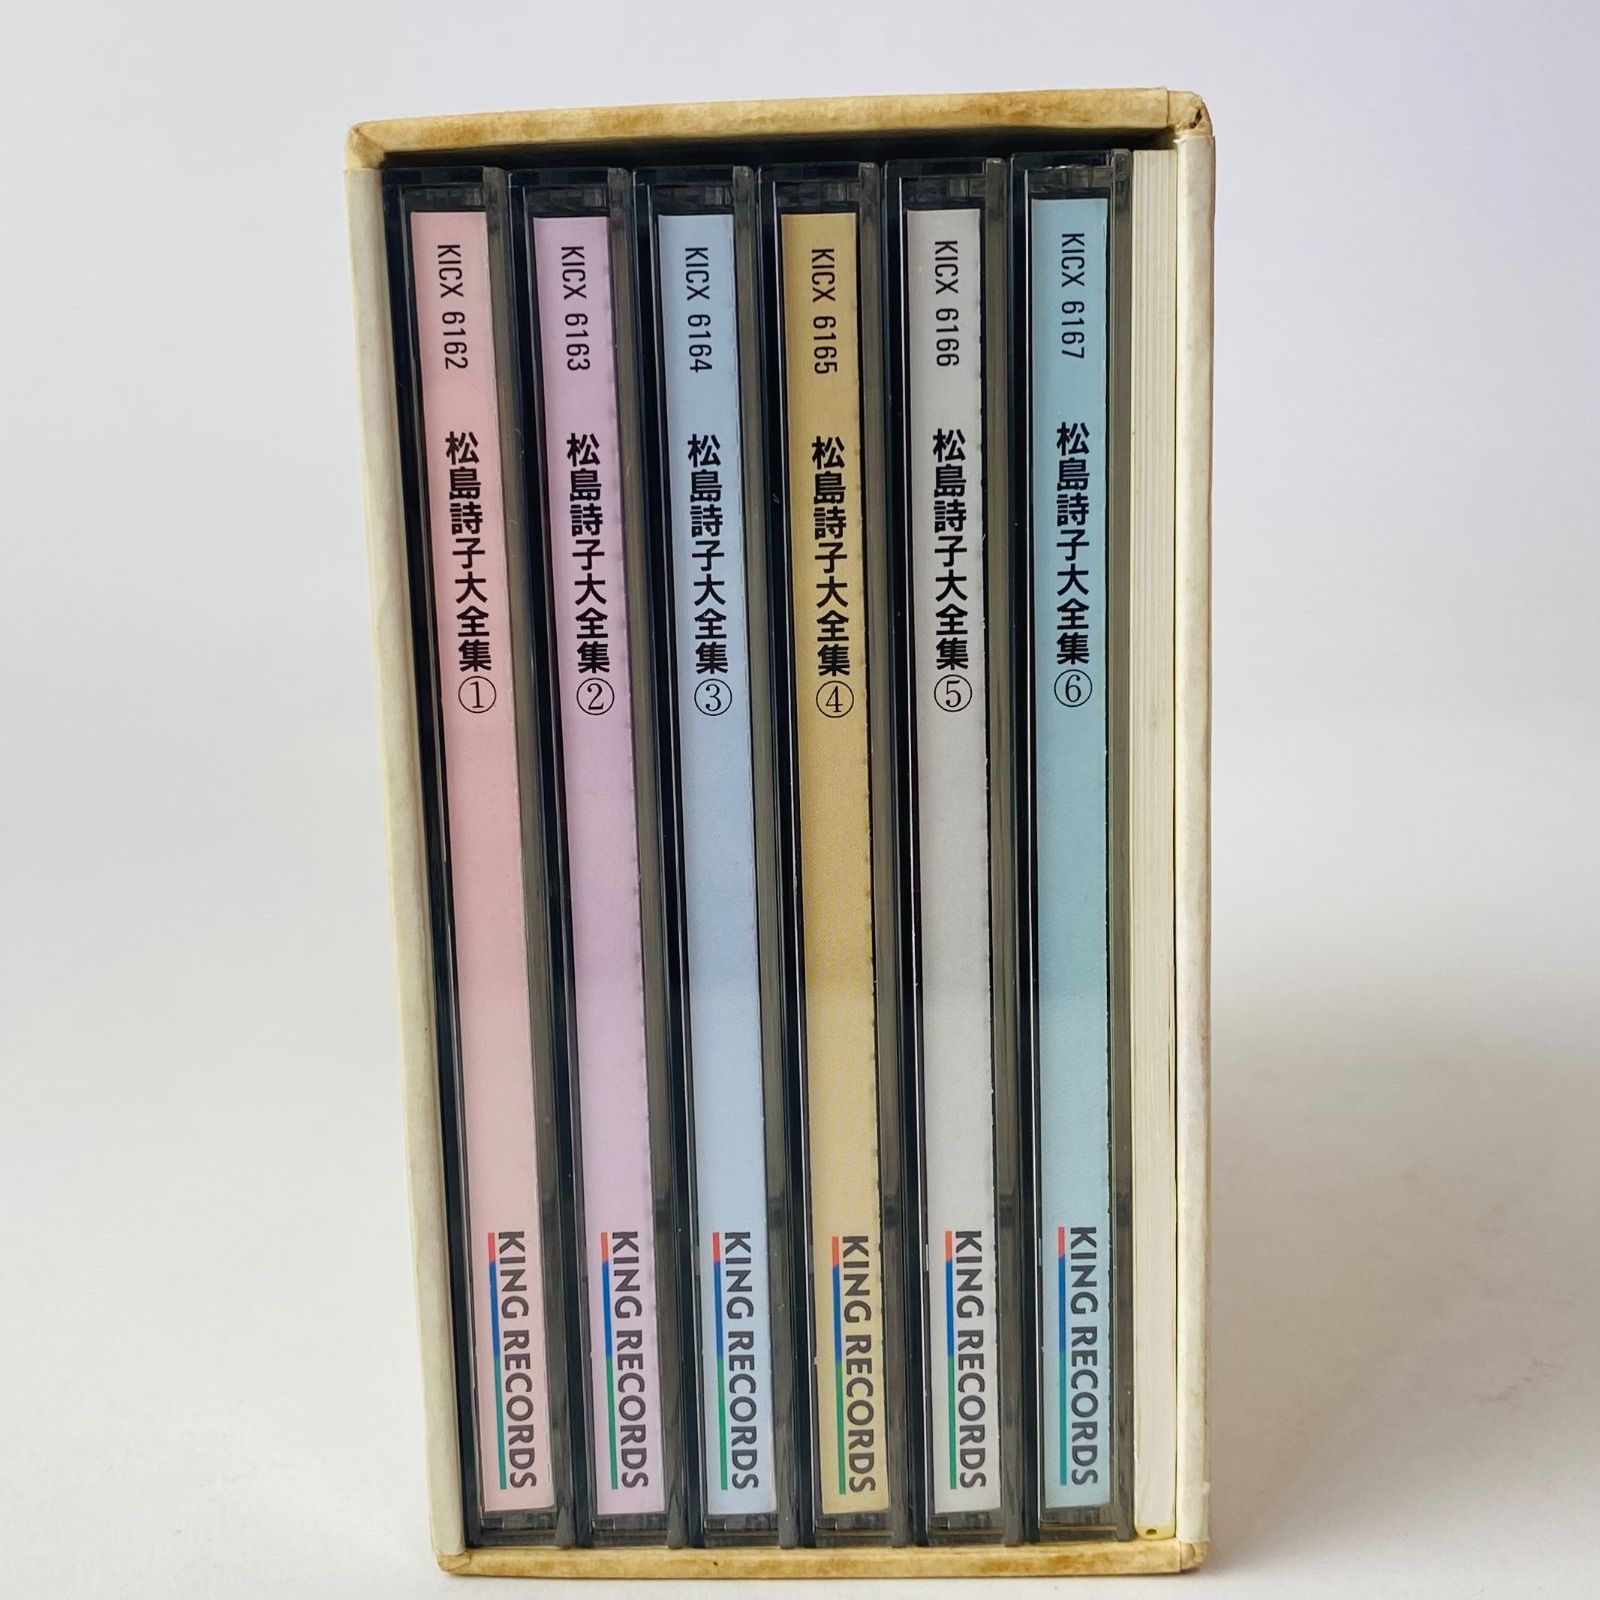 KICX 6162 松島詩子大全集① KING RECORDS
KICX 6163 松島詩子大全集② KING RECORDS
KICX 6164 松島詩子大全集③ KING RECORDS
KICX 6165 松島詩子大全集④ KING RECORDS
KICX 6166 松島詩子大全集⑤ KING RECORDS
KICX 6167 松島詩子大全集⑥ KING RECORDS